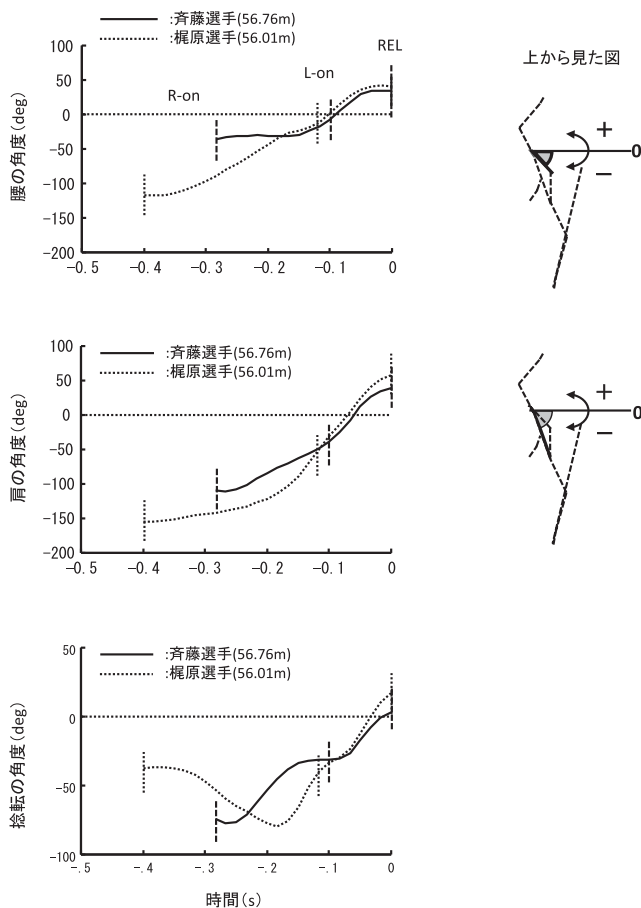 :斉藤選手(56.76m)
:梶原選手(56.01m)
REL
L-on
R-on
100
50
0
-50
-100
-150
-200
腰の角度(deg)
-0.5 -0.4 -0.3 -0.2 -0.1 0
上から見た図
+
0
−
:斉藤選手(56.76m)
:梶原選手(56.01m)
100
50
0
-50
-100
-150
-200
肩の角度(deg)
-0.5 -0.4 -0.3 -0.2 -0.1 0
+
0
−
:斉藤選手(56.76m)
:梶原選手(56.01m)
50
0
-50
-100
捻転の角度(deg)
-.5 -.4 -.3 -.2 -.1 0
時間(s)